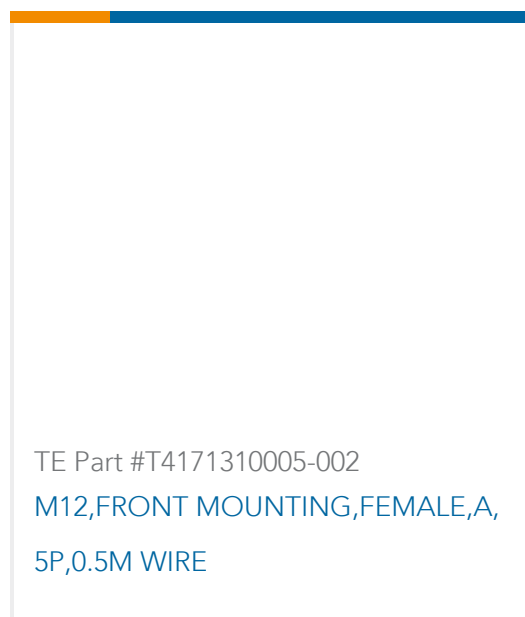 TE Part #T4171310005-002
M12,FRONT MOUNTING,FEMALE,A,
5P,0.5M WIRE